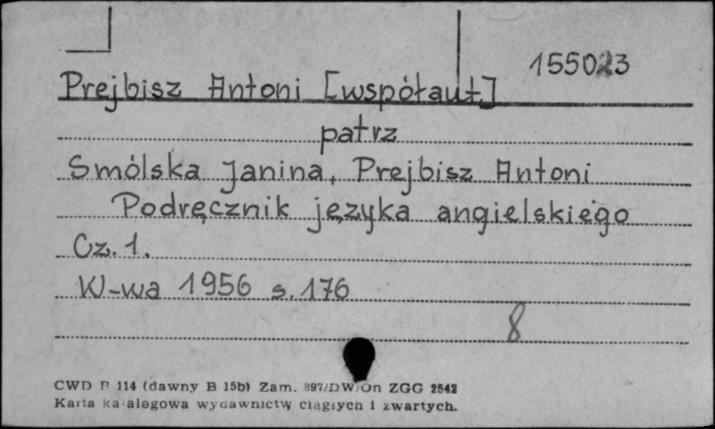 155023
Prejbisz Antoni [współaut.]
patrz
Smólska Janina, Prejbisz Antoni
Podręcznik języka angielskiego
Cz. 1.
W-wa 1956 s. 176
8
CWD B 114 (dawny B 15b) Zam. 897/DW/On ZGG 2542
Karta katalogowa wydawnictw ciągłych i zwartych.